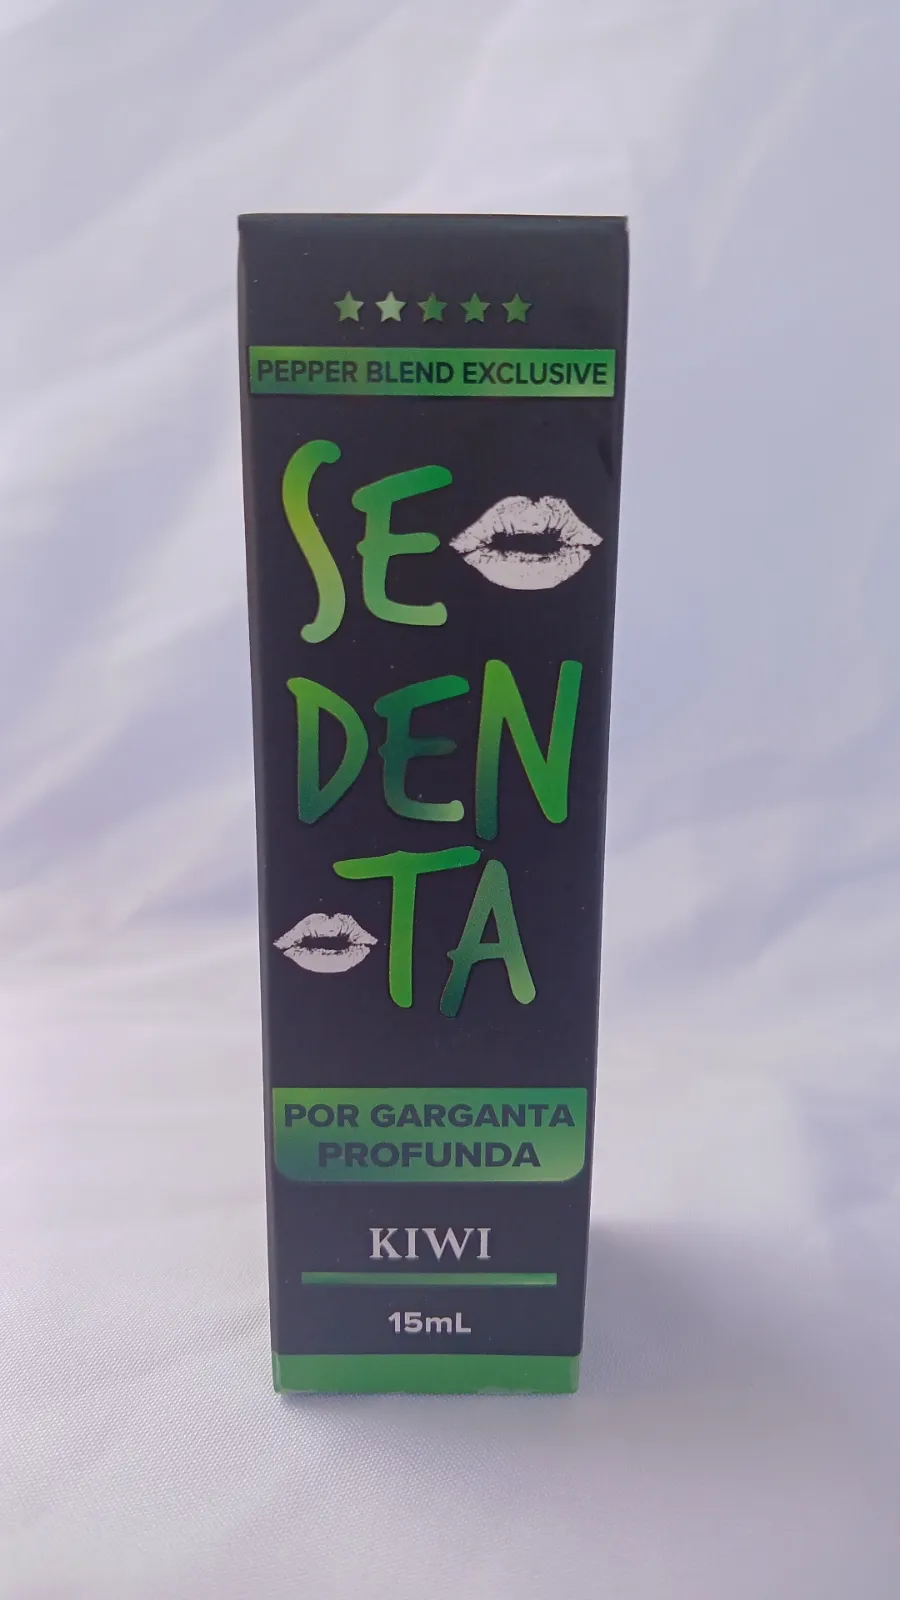 PEPPER BLEND EXCLUSIVE
SE
DEN
TA
POR GARGANTA
PROFUNDA
KIWI
15mL